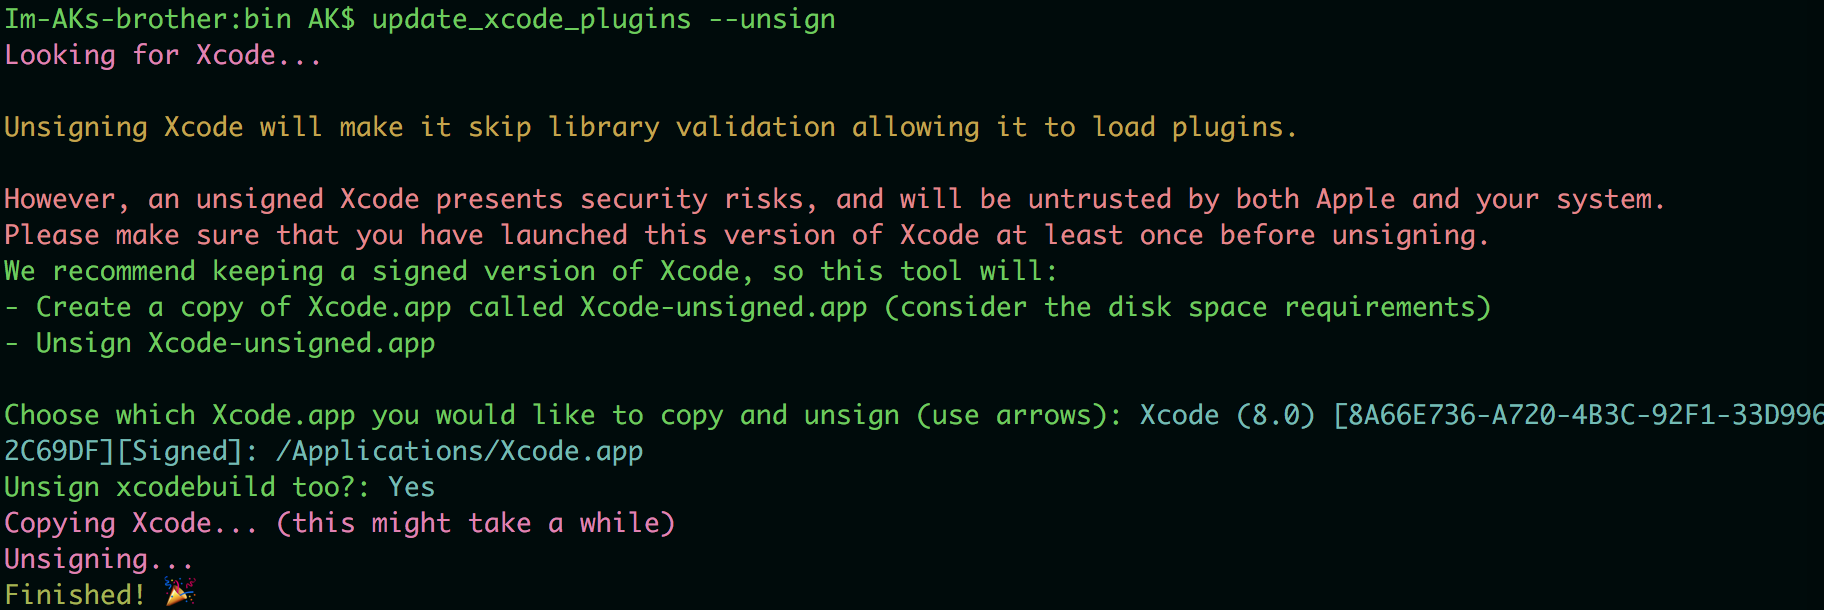 Im-AKs-brother:bin AK$ update_xcode_plugins --unsign
Looking for Xcode...
Unsigning Xcode will make it skip library validation allowing it to load plugins.
However, an unsigned Xcode presents security risks, and will be untrusted by both Apple and your system.
Please make sure that you have launched this version of Xcode at least once before unsigning.
We recommend keeping a signed version of Xcode, so this tool will:
- Create a copy of Xcode.app called Xcode-unsigned.app (consider the disk space requirements)
- Unsign Xcode-unsigned.app
Choose which Xcode.app you would like to copy and unsign (use arrows): Xcode (8.0) [8A66E736-A720-4B3C-92F1-33D996
2C69DF][Signed]: /Applications/Xcode.app
Unsign xcodebuild too?: Yes
Copying Xcode... (this might take a while)
Unsigning...
Finished! 🎉